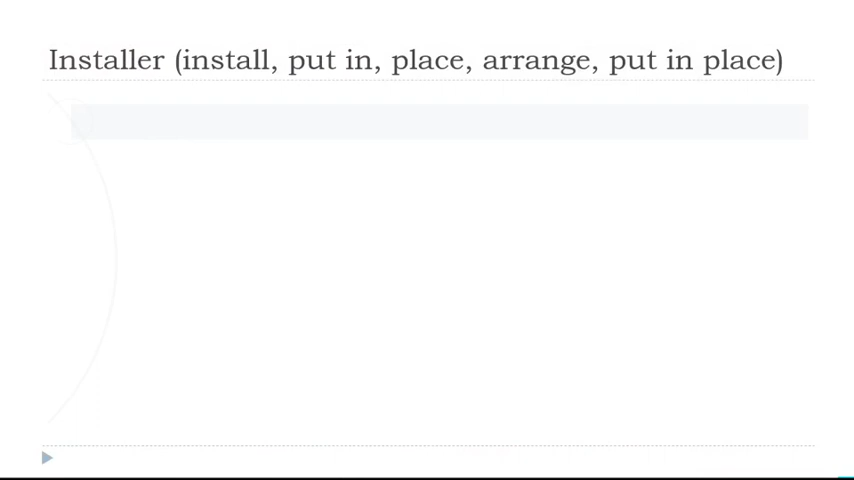 Installer (install, put in, place, arrange, put in place)